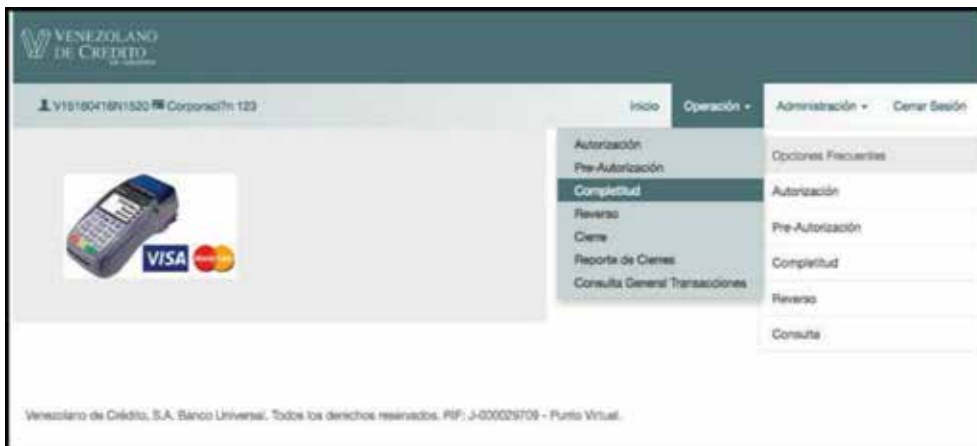 VENEZOLANO
DE CRÉDITO
Corporaci?n 123
Inicio
Operación
Administración
Cerrar Sesión
Autorización
Pre-Autorización
Completitud
Reverso
Cierre
Reporte de Cierres
Consulta General Transacciones
Opciones Frecuentes
Autorización
Pre-Autorización
Completitud
Reverso
Consulta
VISA
Venezolano de Crédito, S.A. Banco Universal. Todos los derechos reservados. RIF: J-000029709 - Punto Virtual.